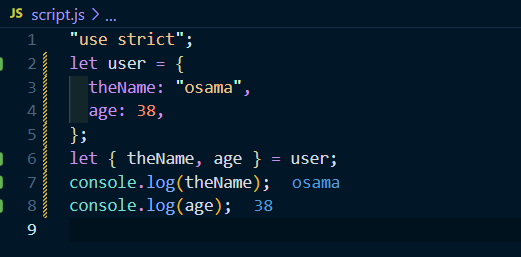 JS script.js > ...
1 "use strict";
2 let user = {
3 theName: "osama",
4 age: 38,
5 };
6 let { theName, age } = user;
7 console.log(theName); osama
8 console.log(age); 38
9